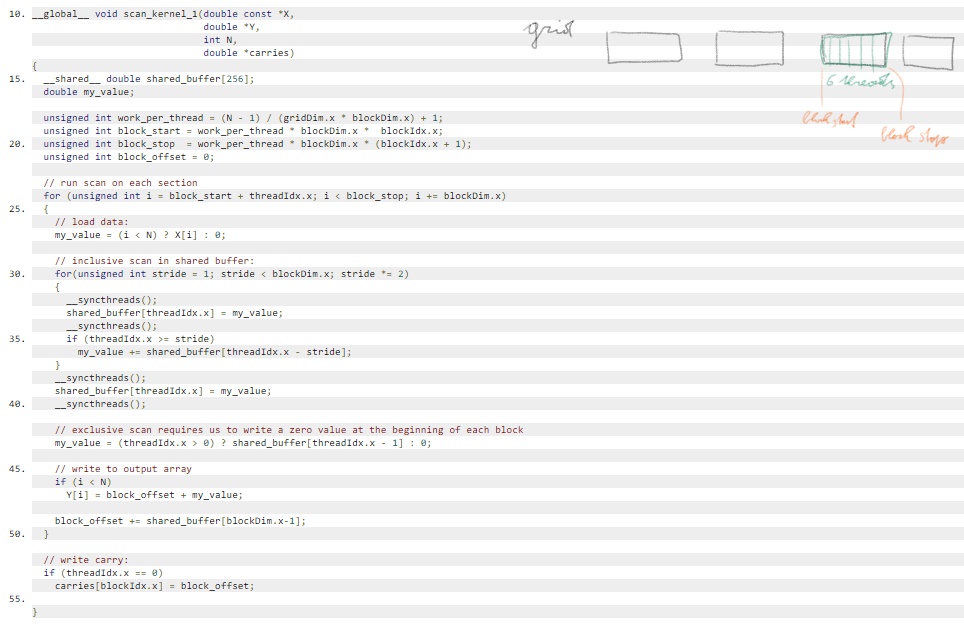 10. __global__ void scan_kernel_1(double const *X,
double *Y,
int N,
double *carries)
{
15. __shared__ double shared_buffer[256];
double my_value;
unsigned int work_per_thread = (N - 1) / (gridDim.x * blockDim.x) + 1;
unsigned int block_start = work_per_thread * blockDim.x * blockIdx.x;
20. unsigned int block_stop = work_per_thread * blockDim.x * (blockIdx.x + 1);
unsigned int block_offset = 0;
// run scan on each section
for (unsigned int i = block_start + threadIdx.x; i < block_stop; i += blockDim.x)
25. {
// load data:
my_value = (i < N) ? X[i] : 0;
// inclusive scan in shared buffer:
30. for(unsigned int stride = 1; stride < blockDim.x; stride *= 2)
{
__syncthreads();
shared_buffer[threadIdx.x] = my_value;
__syncthreads();
35. if (threadIdx.x >= stride)
my_value += shared_buffer[threadIdx.x - stride];
}
__syncthreads();
shared_buffer[threadIdx.x] = my_value;
40. __syncthreads();
// exclusive scan requires us to write a zero value at the beginning of each block
my_value = (threadIdx.x > 0) ? shared_buffer[threadIdx.x - 1] : 0;
45. // write to output array
if (i < N)
Y[i] = block_offset + my_value;
block_offset += shared_buffer[blockDim.x-1];
50. }
// write carry:
if (threadIdx.x == 0)
carries[blockIdx.x] = block_offset;
55.
}
grid
6 threads
block start
block stop